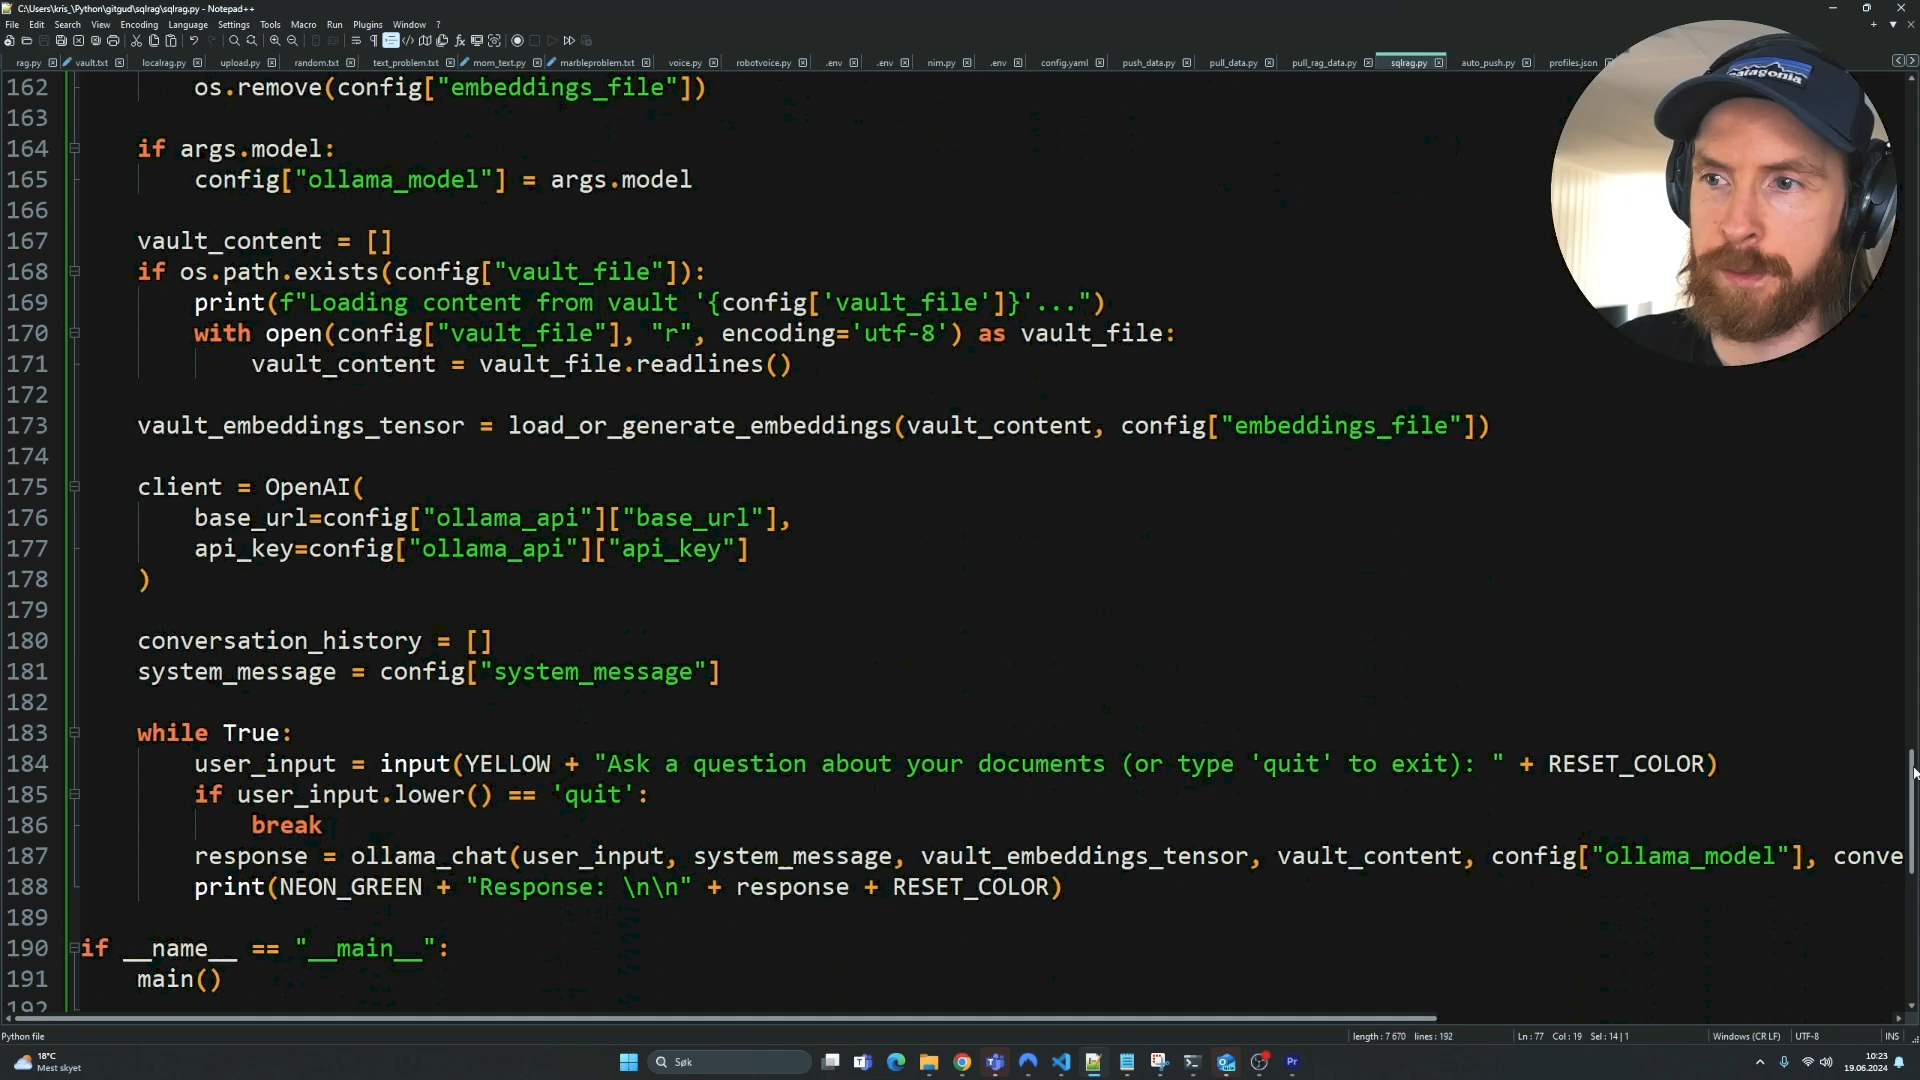 C:\Users\kris_\Python\gitgud\sqlrag\sqlrag.py - Notepad++
File Edit Search View Encoding Language Settings Tools Macro Run Plugins Window ?
rag.py vault.txt localrag.py upload.py random.txt text_problem.txt mom_text.py marbleproblem.txt voice.py robotvoice.py .env .env nim.py .env config.yaml push_data.py pull_data.py pull_rag_data.py sqlrag.py auto_push.py profiles.json
patagonia
162 os.remove(config["embeddings_file"])
163
164 if args.model:
165 config["ollama_model"] = args.model
166
167 vault_content = []
168 if os.path.exists(config["vault_file"]):
169 print(f"Loading content from vault '{config['vault_file']}'...")
170 with open(config["vault_file"], "r", encoding='utf-8') as vault_file:
171 vault_content = vault_file.readlines()
172
173 vault_embeddings_tensor = load_or_generate_embeddings(vault_content, config["embeddings_file"])
174
175 client = OpenAI(
176 base_url=config["ollama_api"]["base_url"],
177 api_key=config["ollama_api"]["api_key"]
178 )
179
180 conversation_history = []
181 system_message = config["system_message"]
182
183 while True:
184 user_input = input(YELLOW + "Ask a question about your documents (or type 'quit' to exit): " + RESET_COLOR)
185 if user_input.lower() == 'quit':
186 break
187 response = ollama_chat(user_input, system_message, vault_embeddings_tensor, vault_content, config["ollama_model"], conve
188 print(NEON_GREEN + "Response: \n\n" + response + RESET_COLOR)
189
190 if __name__ == "__main__":
191 main()
192
Python file length : 7 670 lines : 192 Ln : 77 Col : 19 Sel : 14 | 1 Windows (CR LF) UTF-8 INS
18°C
Mest skyet
Søk
Pr
10:23
19.06.2024